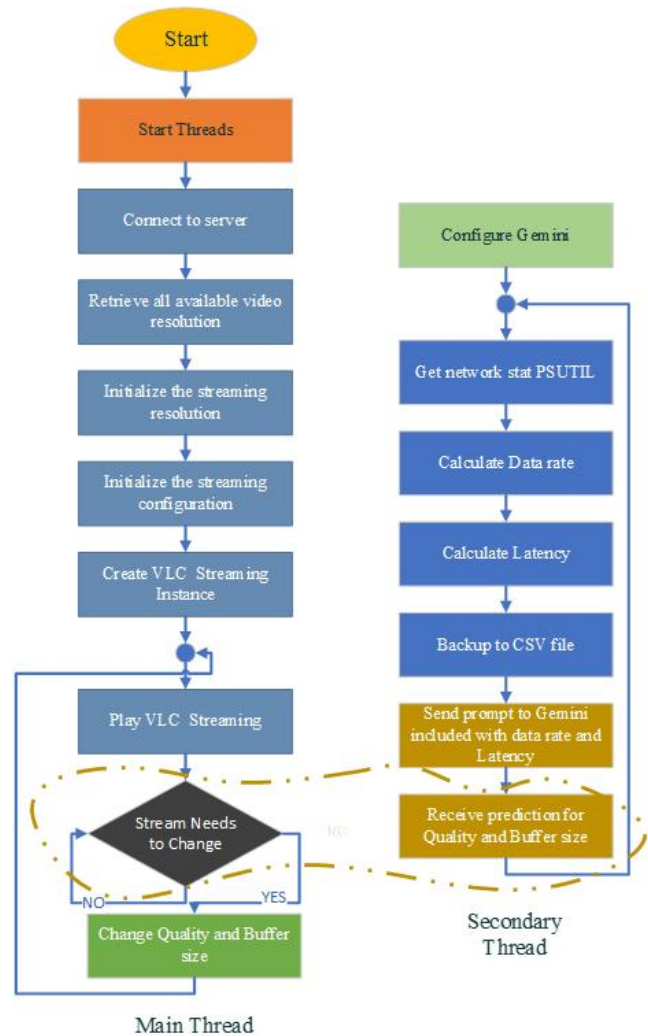 Start
Start Threads
Connect to server
Retrieve all available video
resolution
Initialize the streaming
resolution
Initialize the streaming
configuration
Create VLC Streaming
Instance
Play VLC Streaming
Stream Needs
to Change
NO
YES
Change Quality and Buffer
size
Main Thread
Configure Gemini
Get network stat PSUTIL
Calculate Data rate
Calculate Latency
Backup to CSV file
Send prompt to Gemini
included with data rate and
Latency
Receive prediction for
Quality and Buffer size
Secondary
Thread